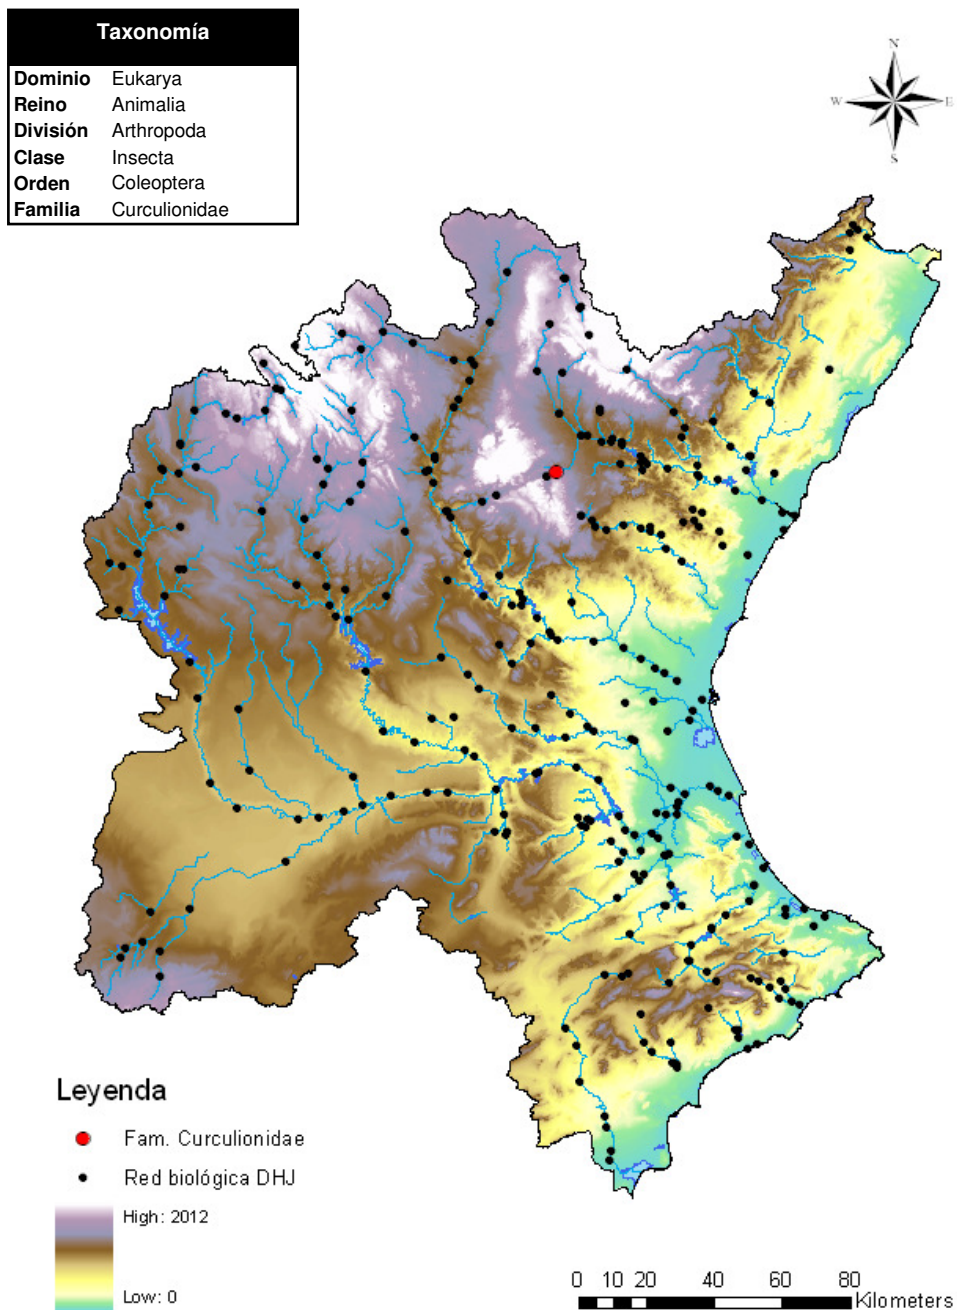 Taxonomía
Dominio Eukarya
Reino Animalia
División Arthropoda
Clase Insecta
Orden Coleoptera
Familia Curculionidae
N
W E
S
Leyenda
Fam. Curculionidae
Red biológica DHJ
High: 2012
Low: 0
0 10 20 40 60 80
Kilometers